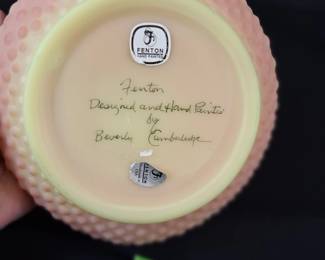 FENTON
HAND PAINTED
Fenton
Designed and Hand Painted
by
Beverly Cumberledge